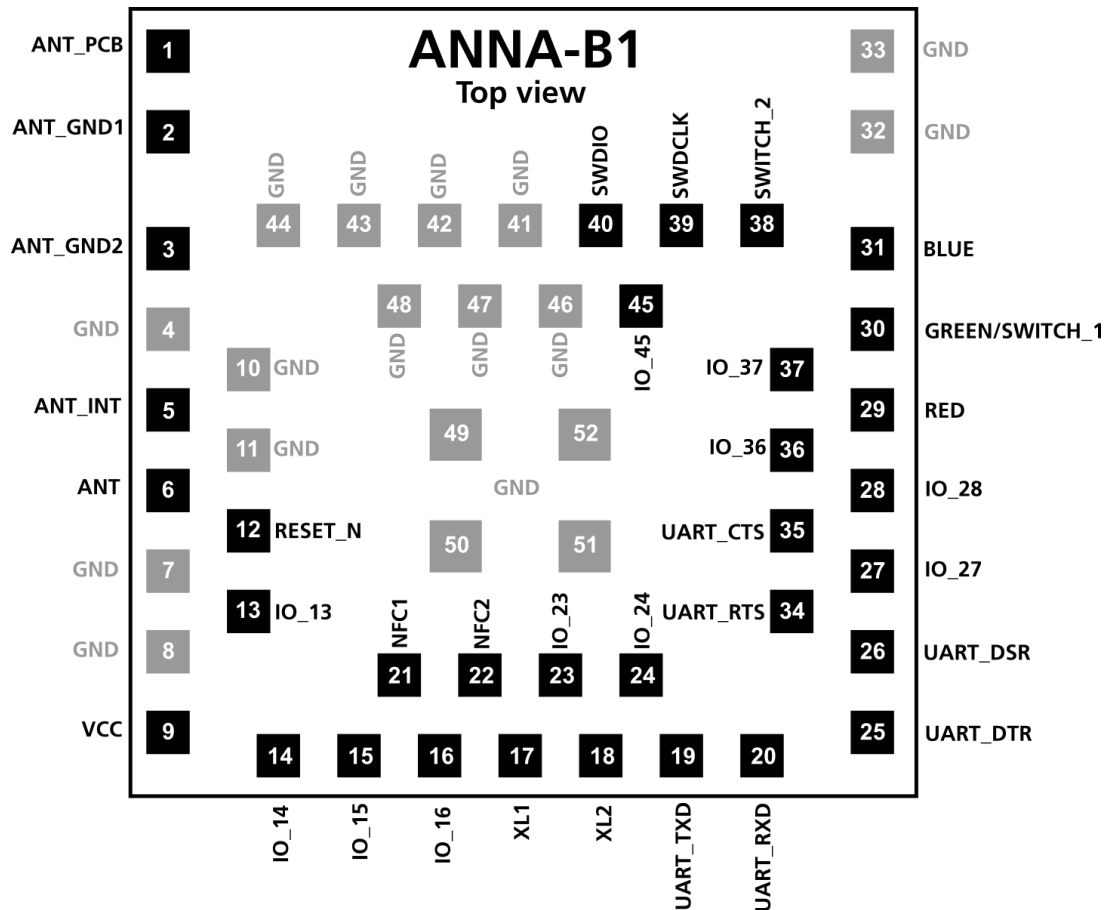 ANNA-B1
Top view
ANT_PCB 1
33 GND
ANT_GND1 2
32 GND
GND GND GND GND SWDIO SWDCLK SWITCH_2
44 43 42 41 40 39 38
ANT_GND2 3
31 BLUE
48 47 46 45
GND GND GND IO_45
GND 4
30 GREEN/SWITCH_1
10 GND
IO_37 37
ANT_INT 5
29 RED
49 52
11 GND
IO_36 36
ANT 6
GND
28 IO_28
12 RESET_N
50 51
UART_CTS 35
GND 7
27 IO_27
13 IO_13
UART_RTS 34
NFC1 NFC2 IO_23 IO_24
GND 8
26 UART_DSR
21 22 23 24
VCC 9
25 UART_DTR
14 15 16 17 18 19 20
IO_14 IO_15 IO_16 XL1 XL2 UART_TXD UART_RXD